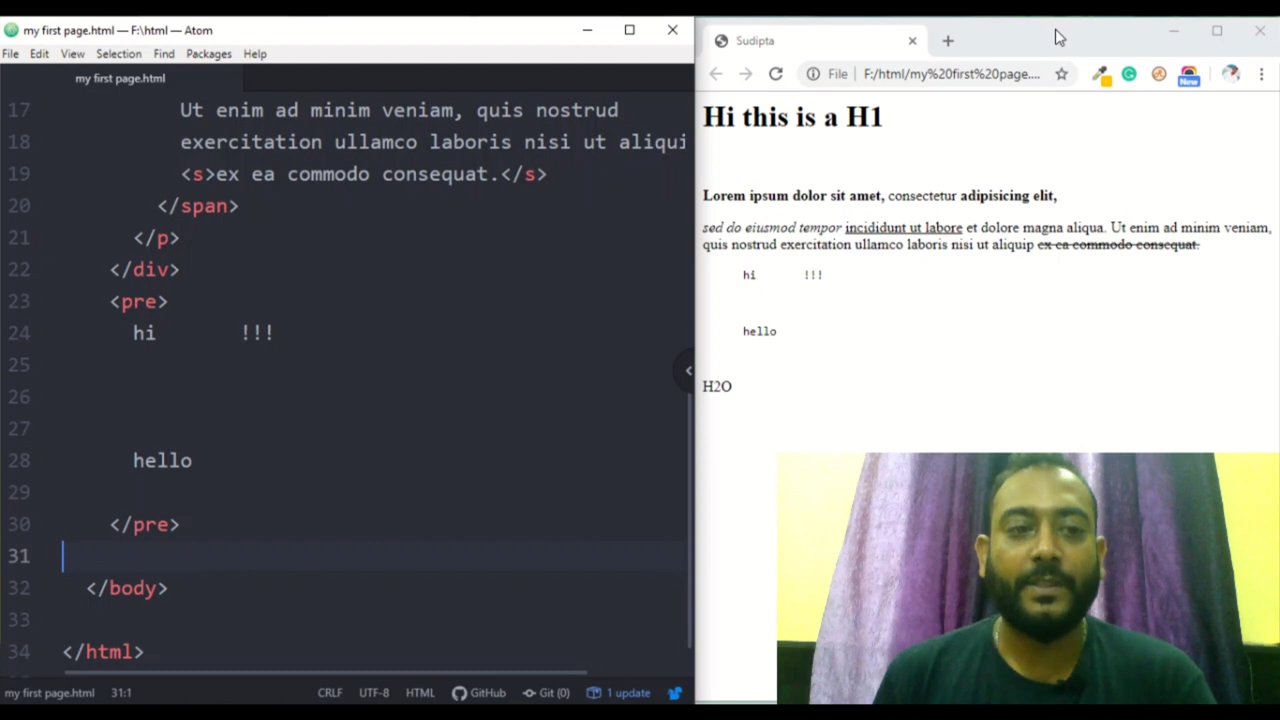 my first page.html — F:\html — Atom
File Edit View Selection Find Packages Help
my first page.html
17 Ut enim ad minim veniam, quis nostrud
18 exercitation ullamco laboris nisi ut aliqui
19 <s>ex ea commodo consequat.</s>
20 </span>
21 </p>
22 </div>
23 <pre>
24 hi !!!
25
26
27
28 hello
29
30 </pre>
31
32 </body>
33
34 </html>
my first page.html 31:1 CRLF UTF-8 HTML GitHub Git (0) 1 update
Sudipta
File F:/html/my%20first%20page....
New
Hi this is a H1
Lorem ipsum dolor sit amet, consectetur adipisicing elit,
sed do eiusmod tempor incididunt ut labore et dolore magna aliqua. Ut enim ad minim veniam,
quis nostrud exercitation ullamco laboris nisi ut aliquip ex ea commodo consequat.
hi !!!
hello
H2O